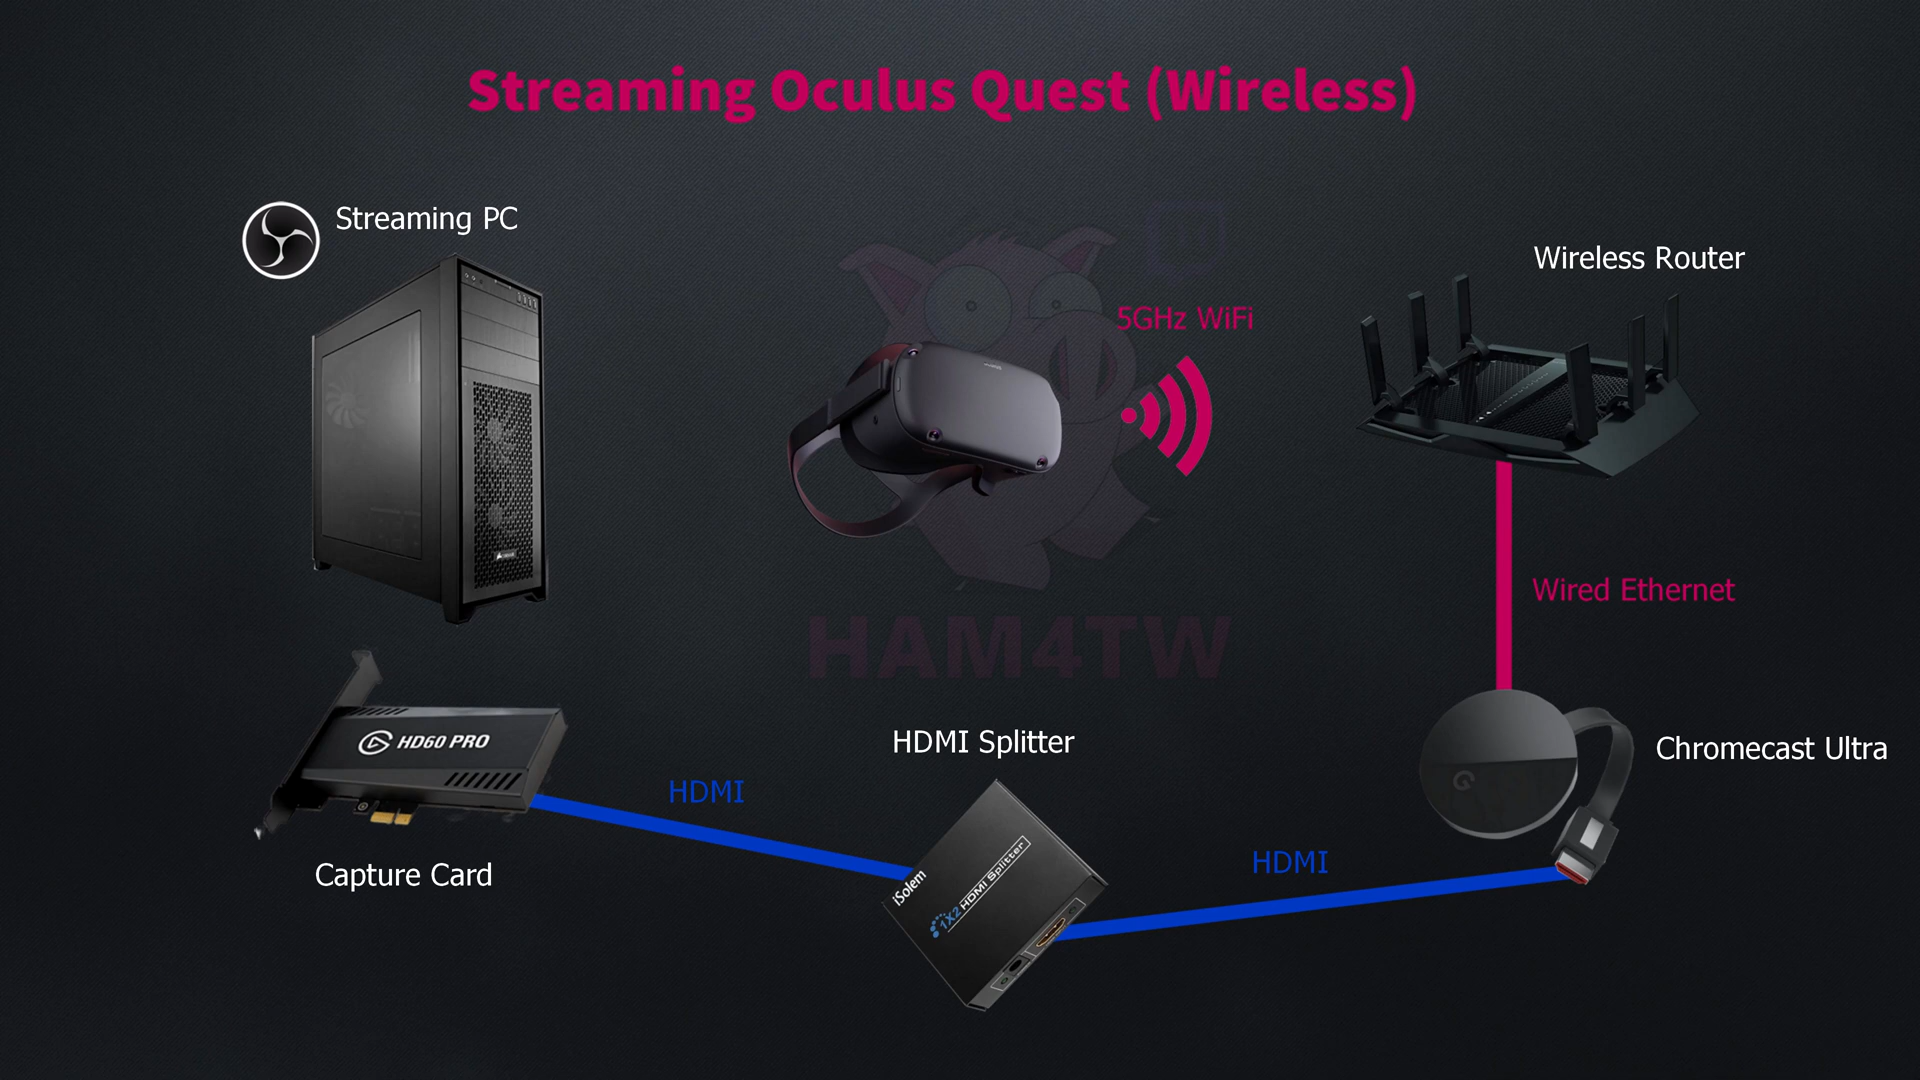 Streaming Oculus Quest (Wireless)
Streaming PC
Wireless Router
5GHz WiFi
Wired Ethernet
HAM4TW
HD60 PRO
HDMI Splitter
Chromecast Ultra
HDMI
HDMI
Capture Card
iSolem
1X2 HDMI Splitter